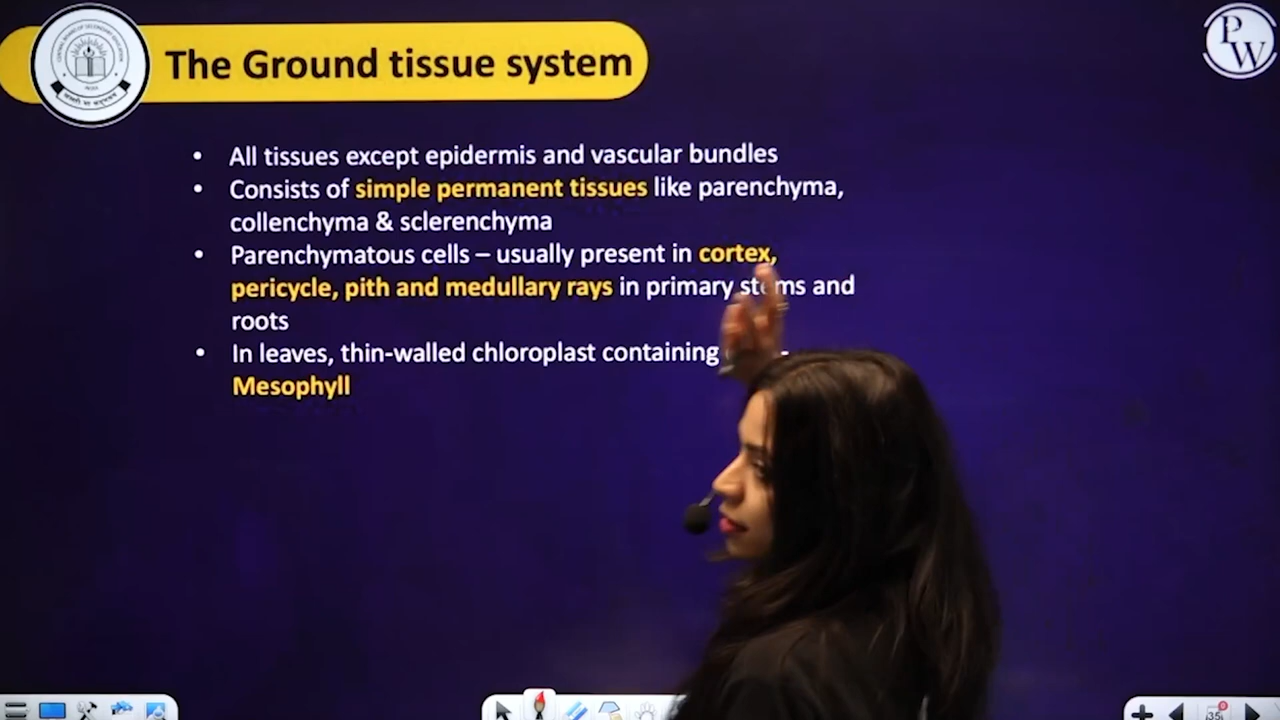 The Ground tissue system
PW
• All tissues except epidermis and vascular bundles
• Consists of simple permanent tissues like parenchyma,
collenchyma & sclerenchyma
• Parenchymatous cells – usually present in cortex,
pericycle, pith and medullary rays in primary stems and
roots
• In leaves, thin-walled chloroplast containing
Mesophyll